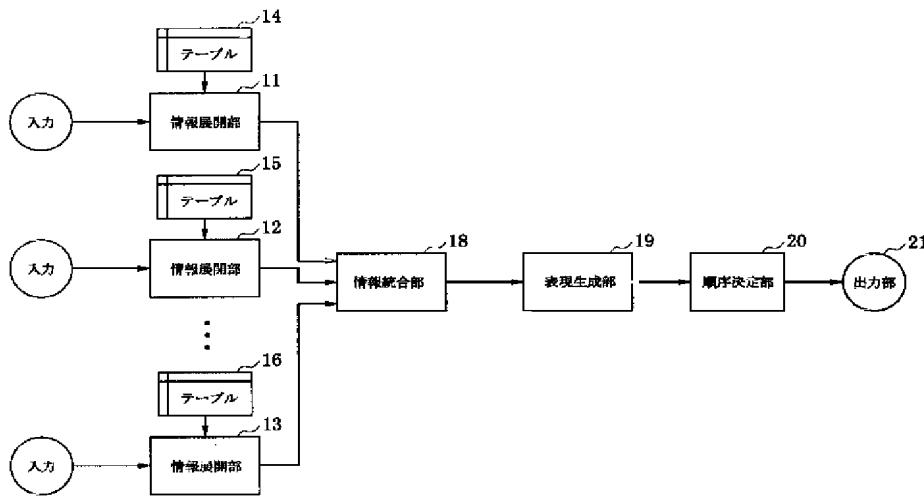 14
テーブル
11
入力
情報展開部
15
テーブル
12
入力
情報展開部
18
情報統合部
19
表現生成部
20
順序決定部
21
出力部
16
テーブル
13
入力
情報展開部